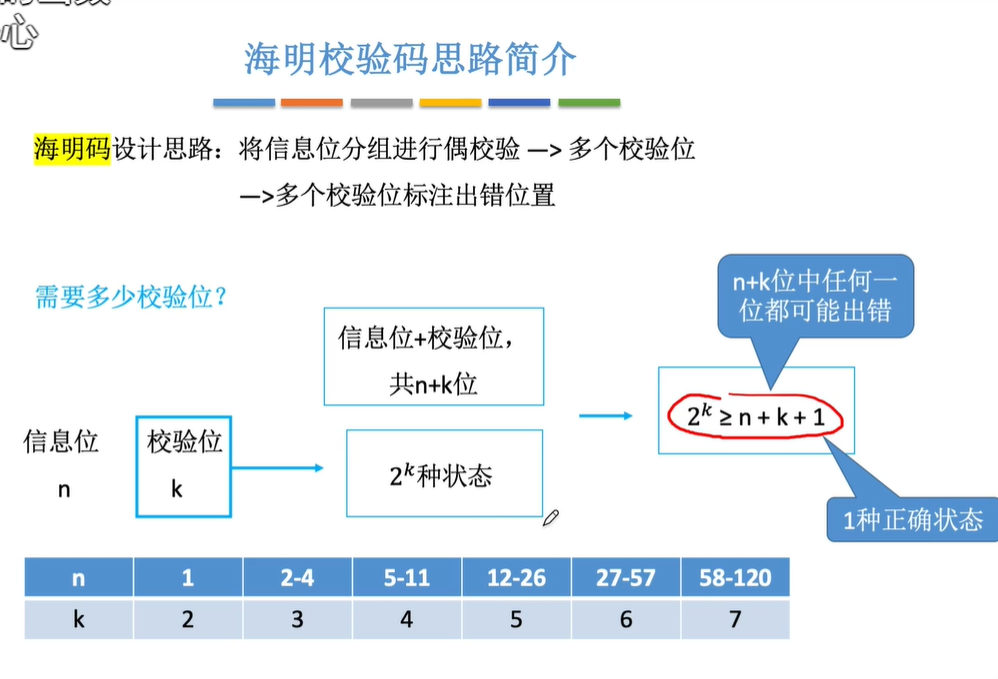 心
海明校验码思路简介
海明码设计思路：将信息位分组进行偶校验 —> 多个校验位
—>多个校验位标注出错位置
需要多少校验位？
n+k位中任何一
位都可能出错
信息位+校验位，
共n+k位
信息位
n
校验位
k
2ᵏ种状态
2ᵏ ≥ n + k + 1
1种正确状态
n 1 2-4 5-11 12-26 27-57 58-120
k 2 3 4 5 6 7